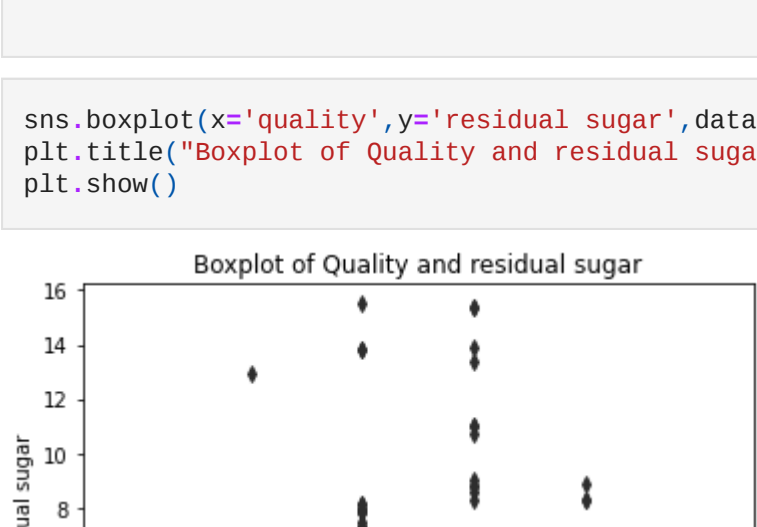 sns.boxplot(x='quality',y='residual sugar',data
plt.title("Boxplot of Quality and residual suga
plt.show()
Boxplot of Quality and residual sugar
16
14
12
10
8
ual sugar